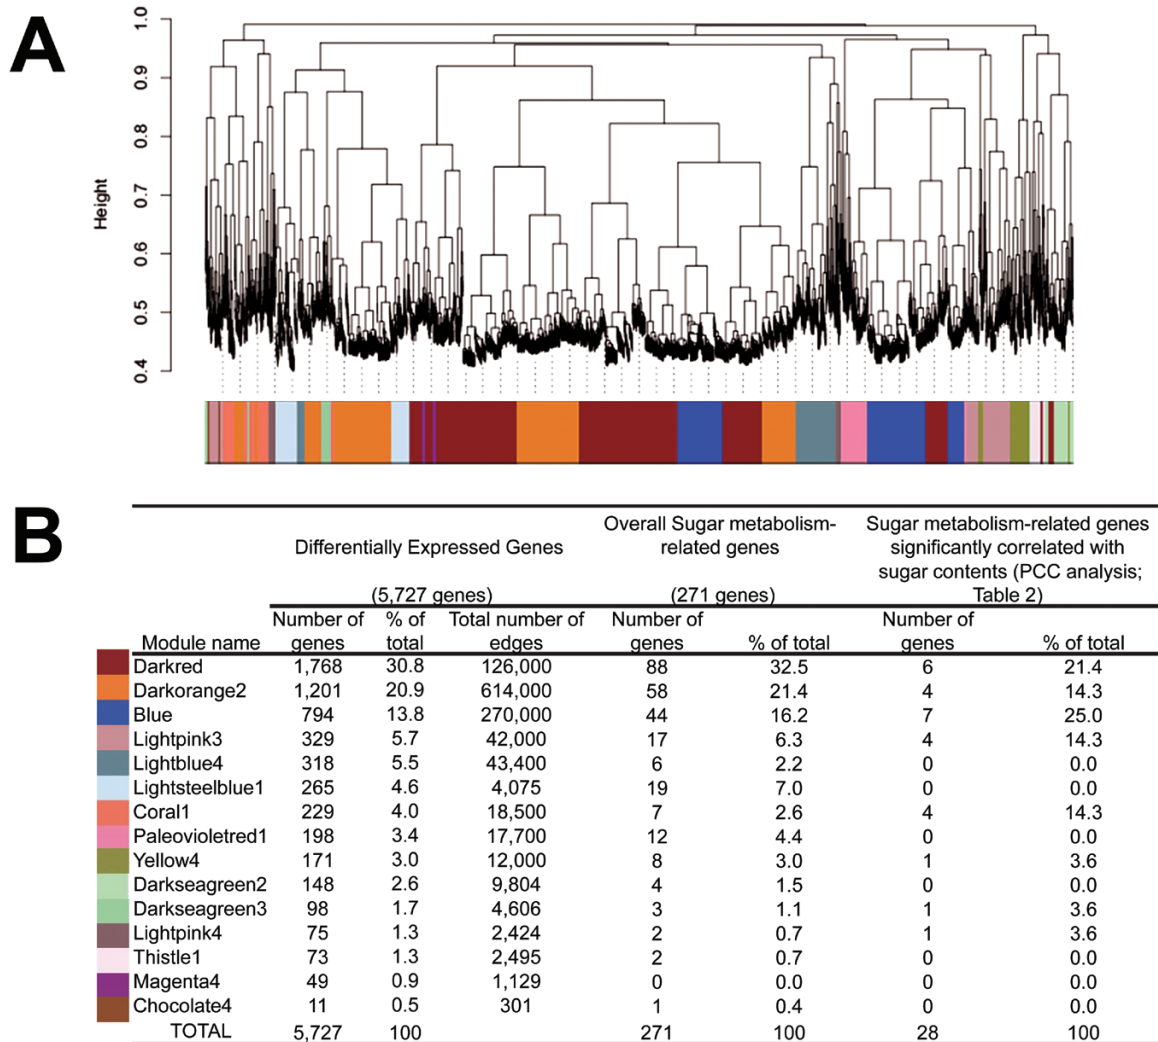 A
1.0
0.9
0.8
0.7
0.6
0.5
0.4
Height
B
Differentially Expressed Genes
(5,727 genes)
Overall Sugar metabolism-
related genes
(271 genes)
Sugar metabolism-related genes
significantly correlated with
sugar contents (PCC analysis;
Table 2)
Module name Number of genes % of total Total number of edges Number of genes % of total Number of genes % of total
Darkred 1,768 30.8 126,000 88 32.5 6 21.4
Darkorange2 1,201 20.9 614,000 58 21.4 4 14.3
Blue 794 13.8 270,000 44 16.2 7 25.0
Lightpink3 329 5.7 42,000 17 6.3 4 14.3
Lightblue4 318 5.5 43,400 6 2.2 0 0.0
Lightsteelblue1 265 4.6 4,075 19 7.0 0 0.0
Coral1 229 4.0 18,500 7 2.6 4 14.3
Paleovioletred1 198 3.4 17,700 12 4.4 0 0.0
Yellow4 171 3.0 12,000 8 3.0 1 3.6
Darkseagreen2 148 2.6 9,804 4 1.5 0 0.0
Darkseagreen3 98 1.7 4,606 3 1.1 1 3.6
Lightpink4 75 1.3 2,424 2 0.7 1 3.6
Thistle1 73 1.3 2,495 2 0.7 0 0.0
Magenta4 49 0.9 1,129 0 0.0 0 0.0
Chocolate4 11 0.5 301 1 0.4 0 0.0
TOTAL 5,727 100 271 100 28 100